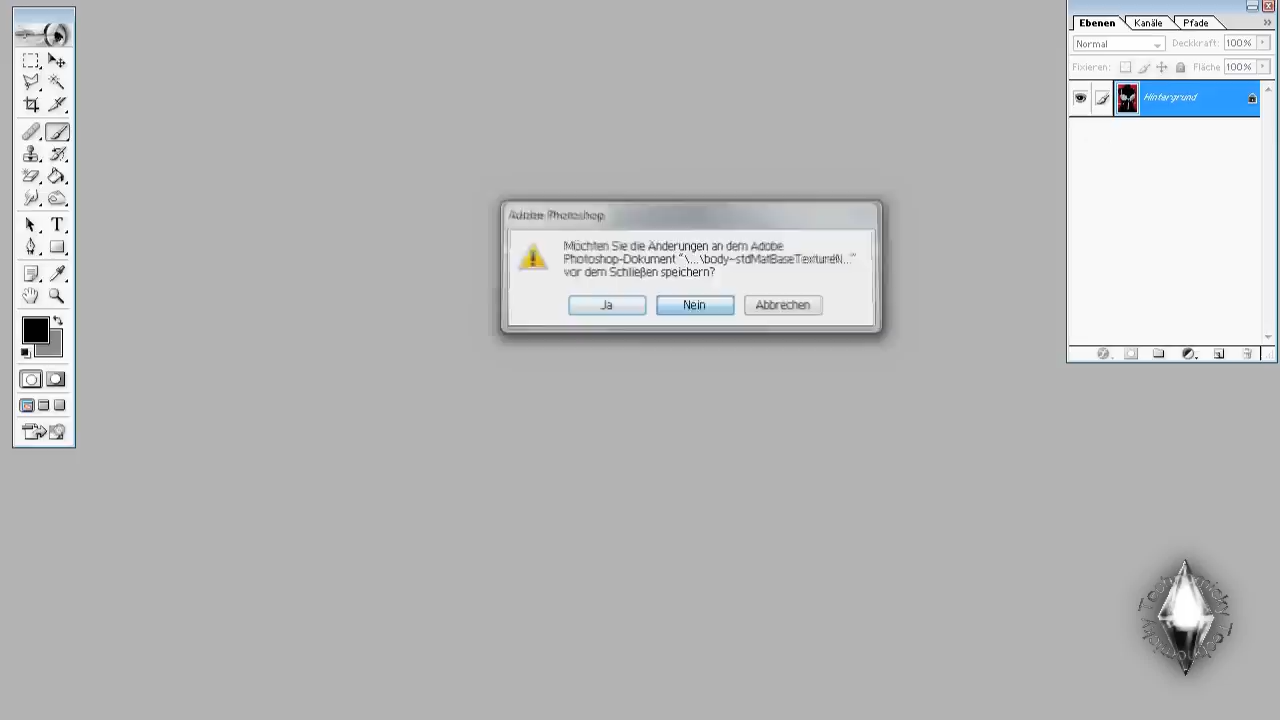 Ebenen Kanäle Pfade
Normal Deckkraft: 100%
Fixieren: Fläche 100%
Hintergrund
Adobe Photoshop
Möchten Sie die Änderungen an dem Adobe
Photoshop-Dokument "\...\body~stdMatBaseTextureN..."
vor dem Schließen speichern?
Ja Nein Abbrechen